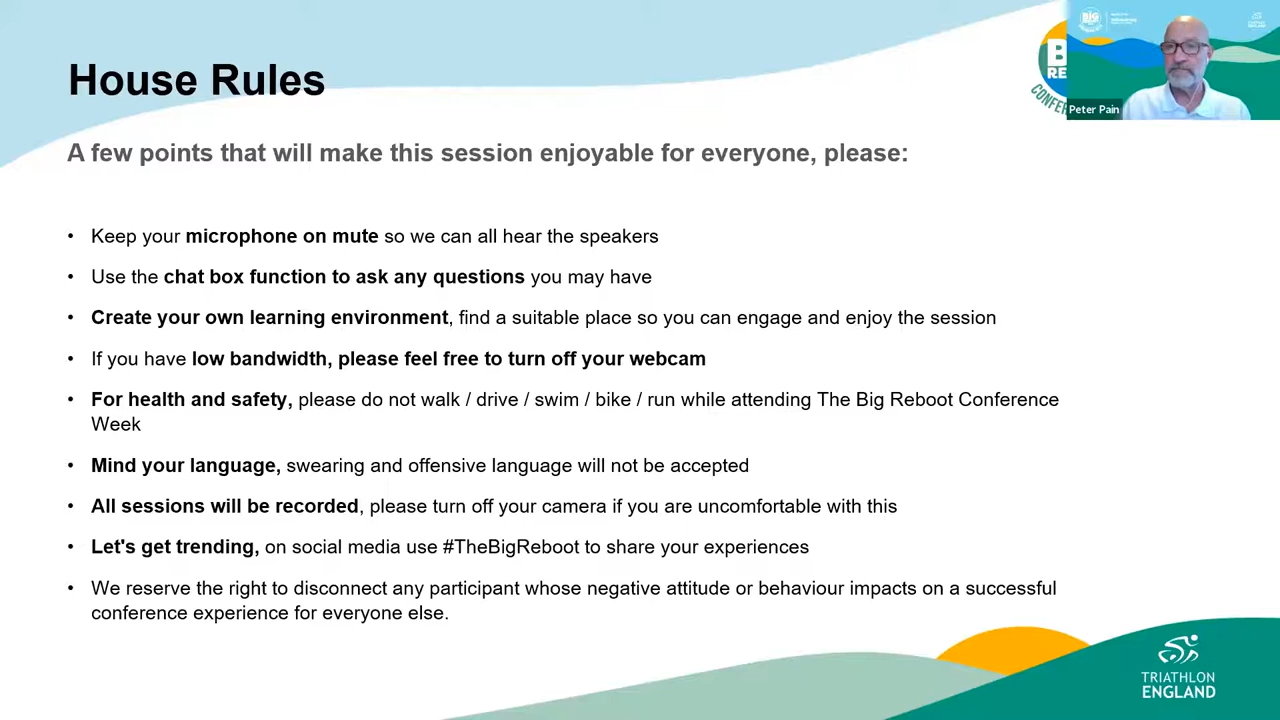 House Rules
A few points that will make this session enjoyable for everyone, please:
• Keep your microphone on mute so we can all hear the speakers
• Use the chat box function to ask any questions you may have
• Create your own learning environment, find a suitable place so you can engage and enjoy the session
• If you have low bandwidth, please feel free to turn off your webcam
• For health and safety, please do not walk / drive / swim / bike / run while attending The Big Reboot Conference
Week
• Mind your language, swearing and offensive language will not be accepted
• All sessions will be recorded, please turn off your camera if you are uncomfortable with this
• Let's get trending, on social media use #TheBigReboot to share your experiences
• We reserve the right to disconnect any participant whose negative attitude or behaviour impacts on a successful
conference experience for everyone else.
BIG
Peter Pain
TRIATHLON
ENGLAND